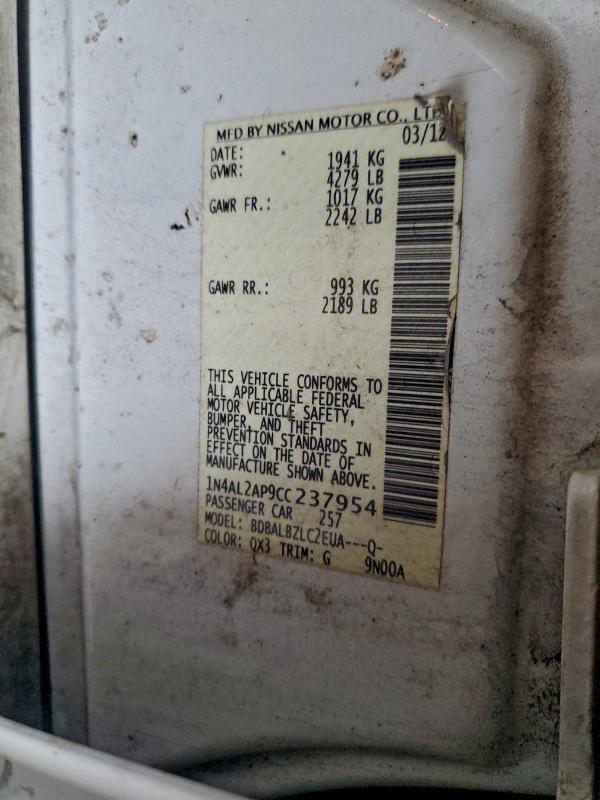 MFD BY NISSAN MOTOR CO., LTD
DATE: 03/12
GVWR: 1941 KG
4279 LB
GAWR FR.: 1017 KG
2242 LB
GAWR RR.: 993 KG
2189 LB
THIS VEHICLE CONFORMS TO
ALL APPLICABLE FEDERAL
MOTOR VEHICLE SAFETY,
BUMPER, AND THEFT
PREVENTION STANDARDS IN
EFFECT ON THE DATE OF
MANUFACTURE SHOWN ABOVE.
1N4AL2AP9CC237954
PASSENGER CAR 257
MODEL: BDBALBZLC2EUA---Q-
COLOR: QX3 TRIM: G 9N00A